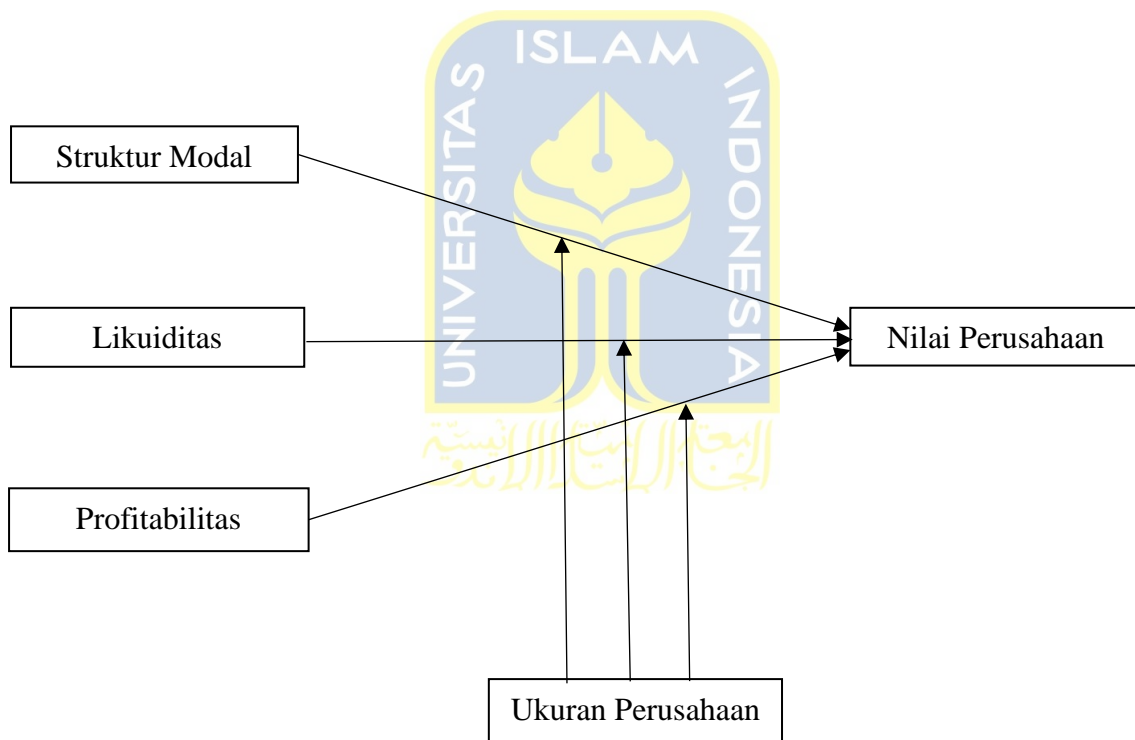 UNIVERSITAS ISLAM INDONESIA
Struktur Modal
Likuiditas
Nilai Perusahaan
Profitabilitas
Ukuran Perusahaan